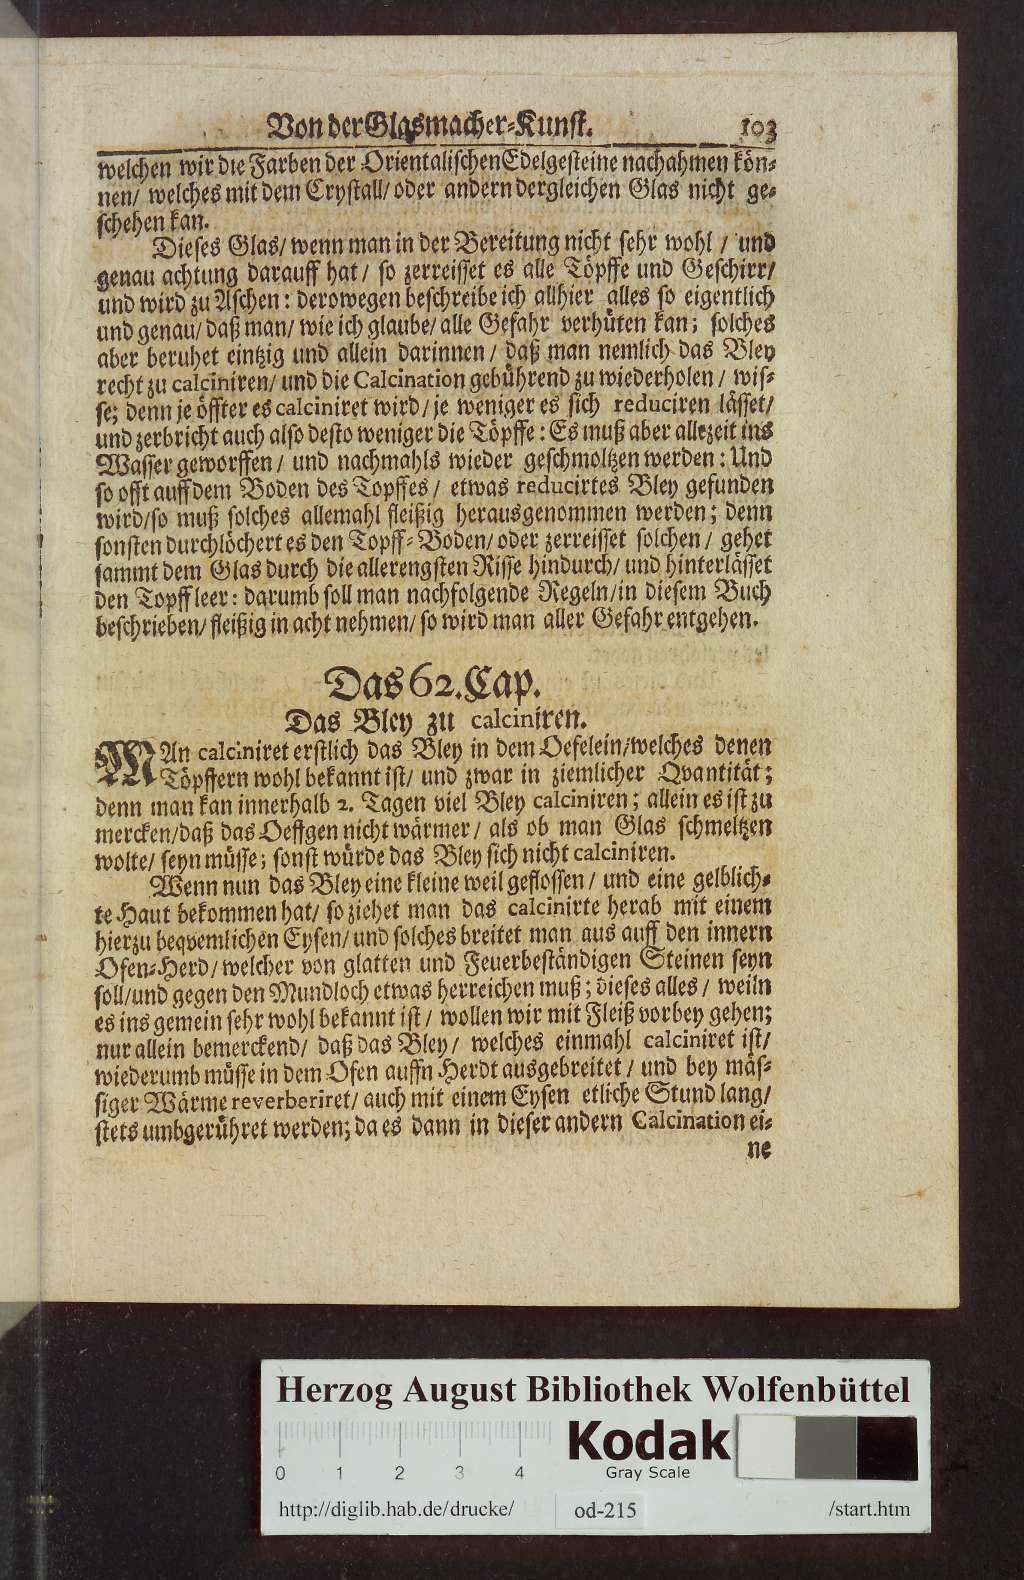 Von der Glasmacher-Kunst. 103
welchen wir die Farben der Orientalischen Edelgesteine nachahmen kön-
nen/ welches mit dem Crystall/ oder andern dergleichen Glas nicht ge-
schehen kan.
Dieses Glas/ wenn man in der Bereitung nicht sehr wohl / und
genau achtung darauff hat / so zerreisset es alle Töpffe und Geschirr/
und wird zu Aschen: derowegen beschreibe ich allhier alles so eigentlich
und genau/ daß man/ wie ich glaube/ alle Gefahr verhüten kan; solches
aber beruhet eintzig und allein darinnen / daß man nemlich das Bley
recht zu calciniren/ und die Calcination gebührend zu wiederholen / wis-
se; denn je öffter es calciniret wird/ je weniger es sich reduciren lässet/
und zerbricht auch also desto weniger die Töpffe: Es muß aber allezeit ins
Wasser geworffen / und nachmahls wieder geschmoltzen werden: Und
so offt auff dem Boden des Topffes / etwas reducirtes Bley gefunden
wird/so muß solches allemahl fleißig herausgenommen werden; denn
sonsten durchlöchert es den Topff-Boden/ oder zerreisset solchen / gehet
sammt dem Glas durch die allerengsten Risse hindurch/ und hinterlässet
den Topff leer: darumb soll man nachfolgende Regeln/in diesem Buch
beschrieben/ fleißig in acht nehmen/ so wird man aller Gefahr entgehen.
Das 62. Cap.
Das Bley zu calciniren.
MAn calciniret erstlich das Bley in dem Oefelein/welches denen
Töpffern wohl bekannt ist/ und zwar in ziemlicher Qvantität;
denn man kan innerhalb 2. Tagen viel Bley calciniren; allein es ist zu
mercken/daß das Oeffgen nicht wärmer / als ob man Glas schmeltzen
wolte/ seyn müsse; sonst würde das Bley sich nicht calciniren.
Wenn nun das Bley eine kleine weil geflossen / und eine gelblich-
te Haut bekommen hat/ so ziehet man das calcinirte herab mit einem
hierzu beqvemlichen Eysen/ und solches breitet man aus auff den innern
Ofen-Herd / welcher von glatten und Feuerbeständigen Steinen seyn
soll/und gegen den Mundloch etwas herreichen muß; dieses alles / weiln
es ins gemein sehr wohl bekannt ist / wollen wir mit Fleiß vorbey gehen;
nur allein bemerckend/ daß das Bley / welches einmahl calciniret ist/
wiederumb müsse in dem Ofen auffn Herdt ausgebreitet / und bey mäs-
siger Wärme reverberiret/ auch mit einem Eysen etliche Stund lang/
stets umbgerühret werden; da es dann in dieser andern Calcination ei-
ne
Herzog August Bibliothek Wolfenbüttel
Kodak
Gray Scale
0 1 2 3 4
http://diglib.hab.de/drucke/ od-215 /start.htm